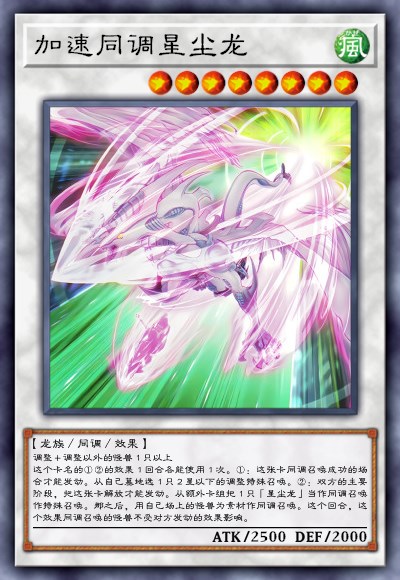 加速同调星尘龙
風
【龙族/同调/效果】
调整+调整以外的怪兽1只以上
这个卡名的①②的效果1回合各能使用1次。①：这张卡同调召唤成功的场
合才能发动。从自己墓地选1只2星以下的调整特殊召唤。②：双方的主要
阶段，把这张卡解放才能发动。从额外卡组把1只「星尘龙」当作同调召唤
作特殊召唤。那之后，用自己场上的怪兽为素材作同调召唤。这个回合，这
个效果同调召唤的怪兽不受对方发动的效果影响。
ATK/2500 DEF/2000